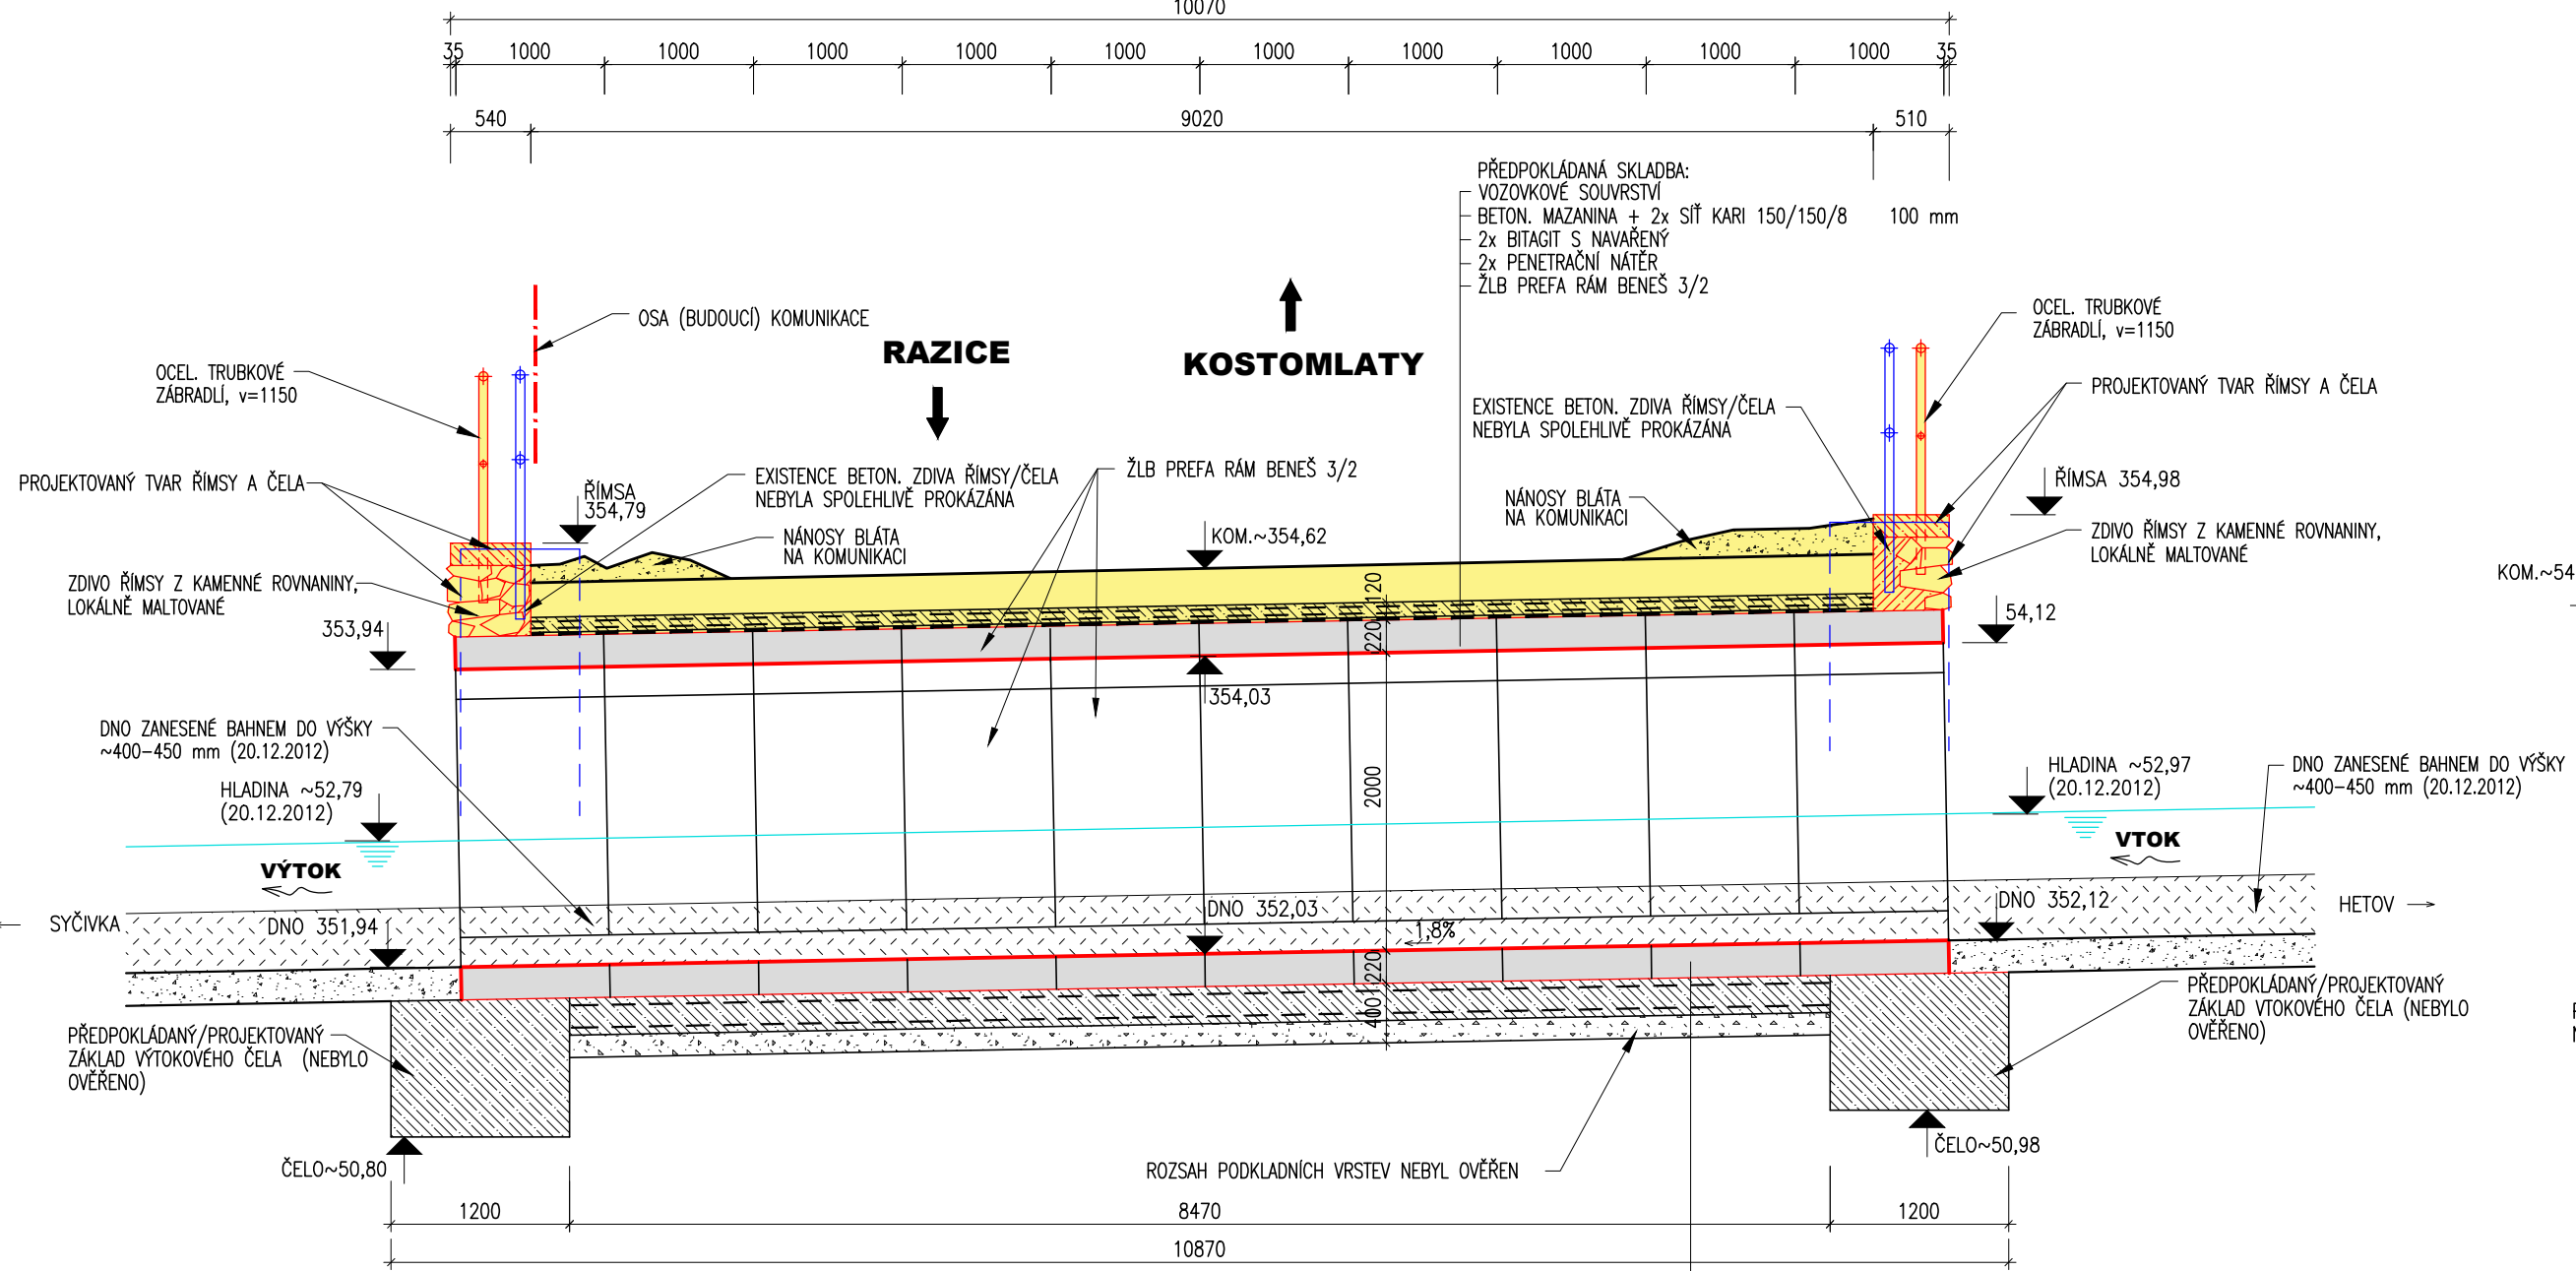 10070
35 1000 1000 1000 1000 1000 1000 1000 1000 1000 1000 35
540 9020 510
PŘEDPOKLÁDANÁ SKLADBA:
VOZOVKOVÉ SOUVRSTVÍ
BETON. MAZANINA + 2x SÍŤ KARI 150/150/8 100 mm
2x BITAGIT S NAVAŘENÝ
2x PENETRAČNÍ NÁTĚR
ŽLB PREFA RÁM BENEŠ 3/2
OSA (BUDOUCÍ) KOMUNIKACE
RAZICE
KOSTOMLATY
OCEL. TRUBKOVÉ
ZÁBRADLÍ, v=1150
OCEL. TRUBKOVÉ
ZÁBRADLÍ, v=1150
PROJEKTOVANÝ TVAR ŘÍMSY A ČELA
EXISTENCE BETON. ZDIVA ŘÍMSY/ČELA
NEBYLA SPOLEHLIVĚ PROKÁZÁNA
PROJEKTOVANÝ TVAR ŘÍMSY A ČELA
ŘÍMSA
354,79
EXISTENCE BETON. ZDIVA ŘÍMSY/ČELA
NEBYLA SPOLEHLIVĚ PROKÁZÁNA
ŽLB PREFA RÁM BENEŠ 3/2
NÁNOSY BLÁTA
NA KOMUNIKACI
ŘÍMSA 354,98
NÁNOSY BLÁTA
NA KOMUNIKACI
KOM.~354,62
ZDIVO ŘÍMSY Z KAMENNÉ ROVNANINY,
LOKÁLNĚ MALTOVANÉ
KOM.~54
ZDIVO ŘÍMSY Z KAMENNÉ ROVNANINY,
LOKÁLNĚ MALTOVANÉ
353,94
120
220
54,12
354,03
DNO ZANESENÉ BAHNEM DO VÝŠKY
~400-450 mm (20.12.2012)
HLADINA ~52,79
(20.12.2012)
2000
HLADINA ~52,97
(20.12.2012)
DNO ZANESENÉ BAHNEM DO VÝŠKY
~400-450 mm (20.12.2012)
VÝTOK
VTOK
SYČIVKA
DNO 351,94
DNO 352,03
1,8%
DNO 352,12
HETOV
220
400
PŘEDPOKLÁDANÝ/PROJEKTOVANÝ
ZÁKLAD VÝTOKOVÉHO ČELA (NEBYLO
OVĚŘENO)
PŘEDPOKLÁDANÝ/PROJEKTOVANÝ
ZÁKLAD VTOKOVÉHO ČELA (NEBYLO
OVĚŘENO)
ČELO~50,80
ČELO~50,98
ROZSAH PODKLADNÍCH VRSTEV NEBYL OVĚŘEN
1200 8470 1200
10870